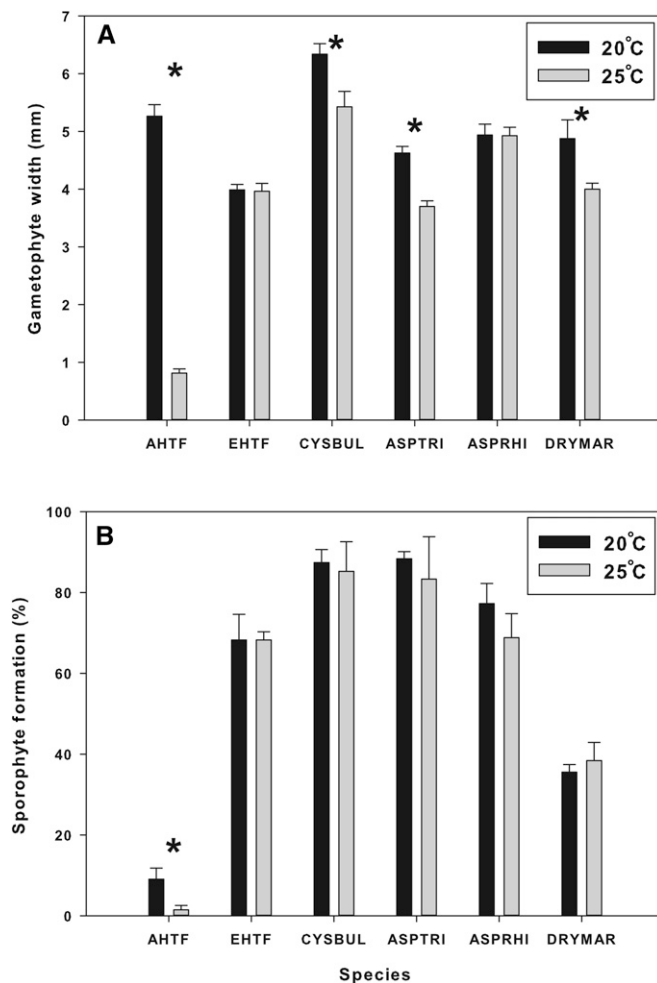 A
Gametophyte width (mm)
7
6
5
4
3
2
1
0
*
*
*
*
20°C
25°C
AHTF EHTF CYSBUL ASPTRI ASPRHI DRYMAR
B
Sporophyte formation (%)
100
80
60
40
20
0
*
20°C
25°C
AHTF EHTF CYSBUL ASPTRI ASPRHI DRYMAR
Species